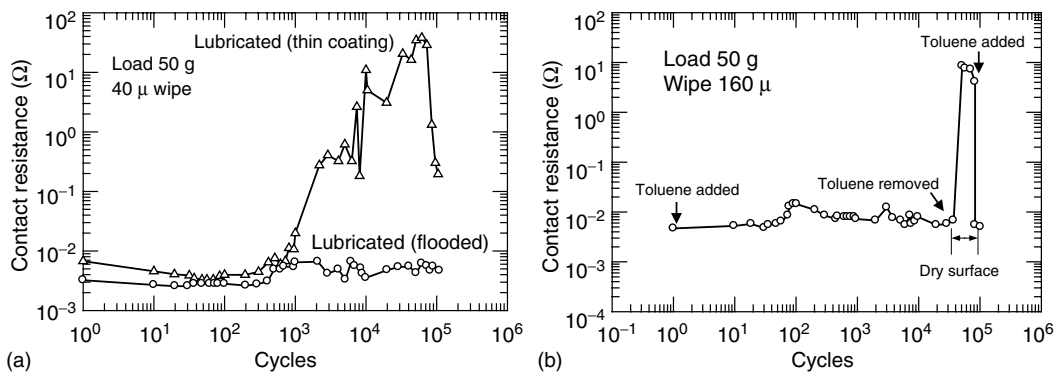 10² 10¹ 10⁰ 10⁻¹ 10⁻² 10⁻³
Contact resistance (Ω)
Lubricated (thin coating)
Load 50 g
40 μ wipe
Lubricated (flooded)
10⁰ 10¹ 10² 10³ 10⁴ 10⁵ 10⁶
(a) Cycles
10² 10¹ 10⁰ 10⁻¹ 10⁻² 10⁻³ 10⁻⁴
Contact resistance (Ω)
Toluene added
Load 50 g
Wipe 160 μ
Toluene added
Toluene removed
Dry surface
10⁻¹ 10⁰ 10¹ 10² 10³ 10⁴ 10⁵ 10⁶
(b) Cycles